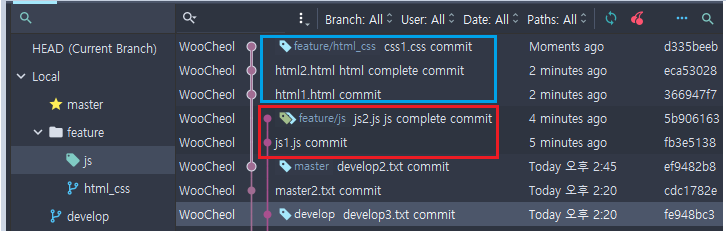 Branch: All User: All Date: All Paths: All
HEAD (Current Branch)
Local
master
feature
js
html_css
develop
WooCheol feature/html_css css1.css commit Moments ago d335beeb
WooCheol html2.html html complete commit 2 minutes ago eca53028
WooCheol html1.html commit 2 minutes ago 366947f7
WooCheol feature/js js2.js js complete commit 4 minutes ago 5b906163
WooCheol js1.js commit 5 minutes ago fb3e5138
WooCheol master develop2.txt commit Today 오후 2:45 ef9482b8
WooCheol master2.txt commit Today 오후 2:20 cdc1782e
WooCheol develop develop3.txt commit Today 오후 2:20 fe948bc3